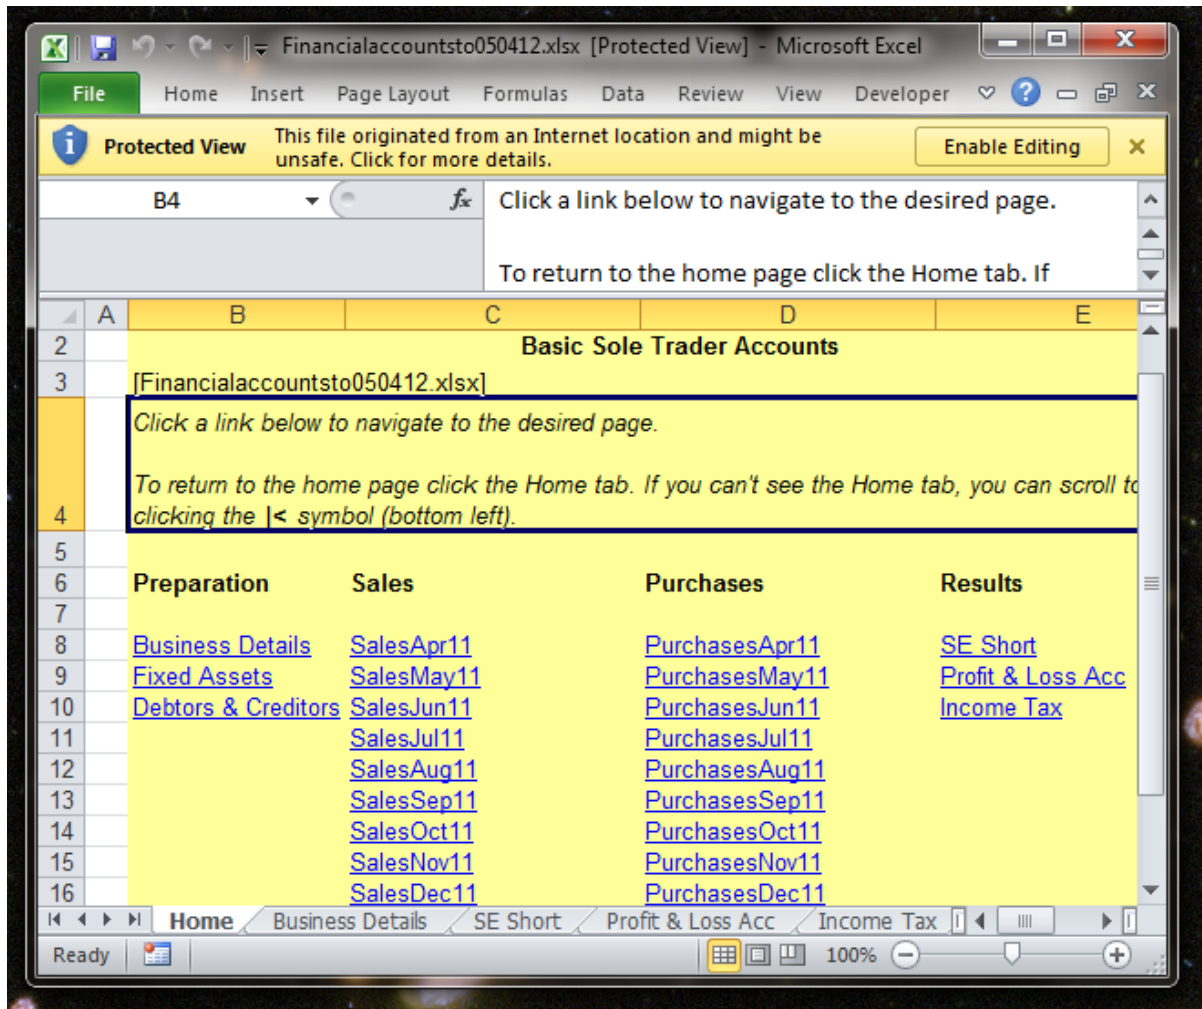 Financialaccountsto050412.xlsx [Protected View] - Microsoft Excel
File Home Insert Page Layout Formulas Data Review View Developer
Protected View This file originated from an Internet location and might be unsafe. Click for more details. Enable Editing
B4 fx Click a link below to navigate to the desired page.
To return to the home page click the Home tab. If
A B C D E
2 Basic Sole Trader Accounts
3 [Financialaccountsto050412.xlsx]
Click a link below to navigate to the desired page.
To return to the home page click the Home tab. If you can't see the Home tab, you can scroll to
4 clicking the |< symbol (bottom left).
5
6 Preparation Sales Purchases Results
7
8 Business Details SalesApr11 PurchasesApr11 SE Short
9 Fixed Assets SalesMay11 PurchasesMay11 Profit & Loss Acc
10 Debtors & Creditors SalesJun11 PurchasesJun11 Income Tax
11 SalesJul11 PurchasesJul11
12 SalesAug11 PurchasesAug11
13 SalesSep11 PurchasesSep11
14 SalesOct11 PurchasesOct11
15 SalesNov11 PurchasesNov11
16 SalesDec11 PurchasesDec11
Home Business Details SE Short Profit & Loss Acc Income Tax
Ready 100%